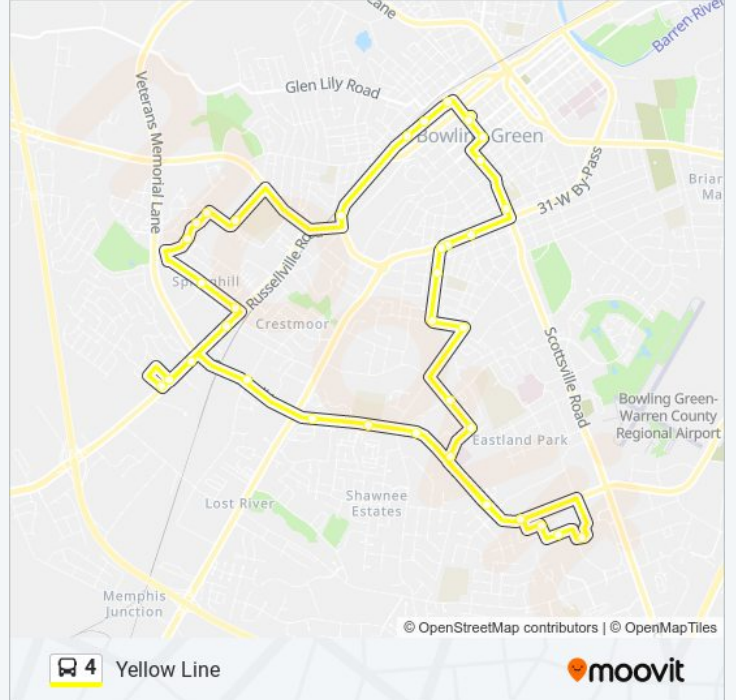 Lane
Barren River
Glen Lily Road
Veterans Memorial Lane
Bowling Green
31-W By-Pass
Briar
Ma
Springhill
Russellville Ro
Crestmoor
Scottsville Road
Bowling Green-
Warren County
Regional Airport
Eastland Park
Lost River
Shawnee
Estates
Memphis
Junction
© OpenStreetMap contributors | © OpenMapTiles
4 Yellow Line
moovit